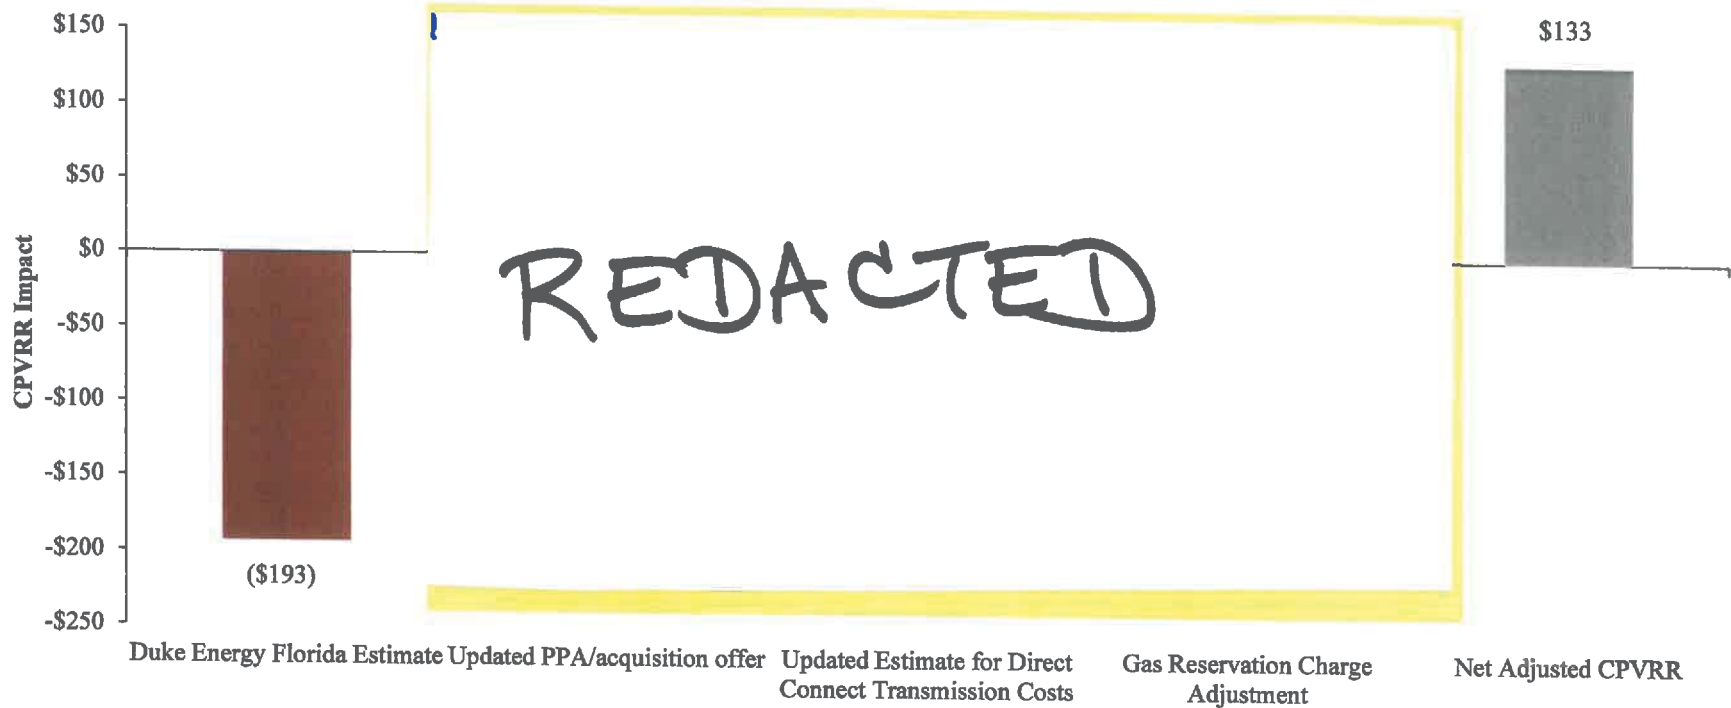 $150
$100
$50
$0
-$50
-$100
-$150
-$200
-$250
CPVRR Impact
($193)
REDACTED
$133
Duke Energy Florida Estimate
Updated PPA/acquisition offer
Updated Estimate for Direct
Connect Transmission Costs
Gas Reservation Charge
Adjustment
Net Adjusted CPVRR